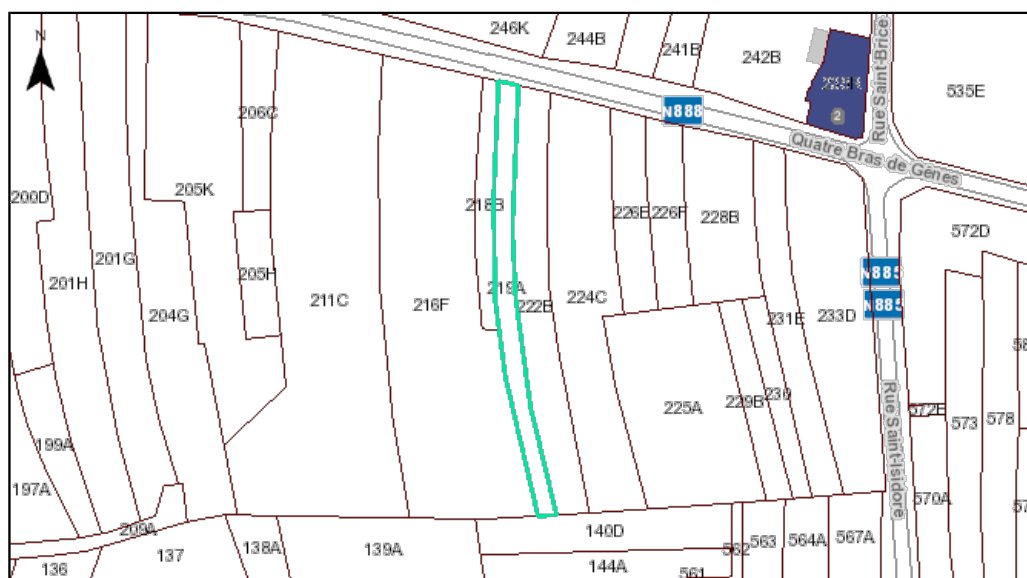 246K
244B
241B
242B
535E
N
206C
N888
2
Rue Saint-Brice
Quatre Bras de Gênes
200D
205K
218B
226E
226F
228B
572D
201G
201H
205H
204G
211C
216F
219A
222B
224C
231E
233D
N885
N885
225A
229B
230
572E
573
578
199A
197A
209A
Rue Saint-Isidore
570A
136
137
138A
139A
140D
144A
561
562
563
564A
567A